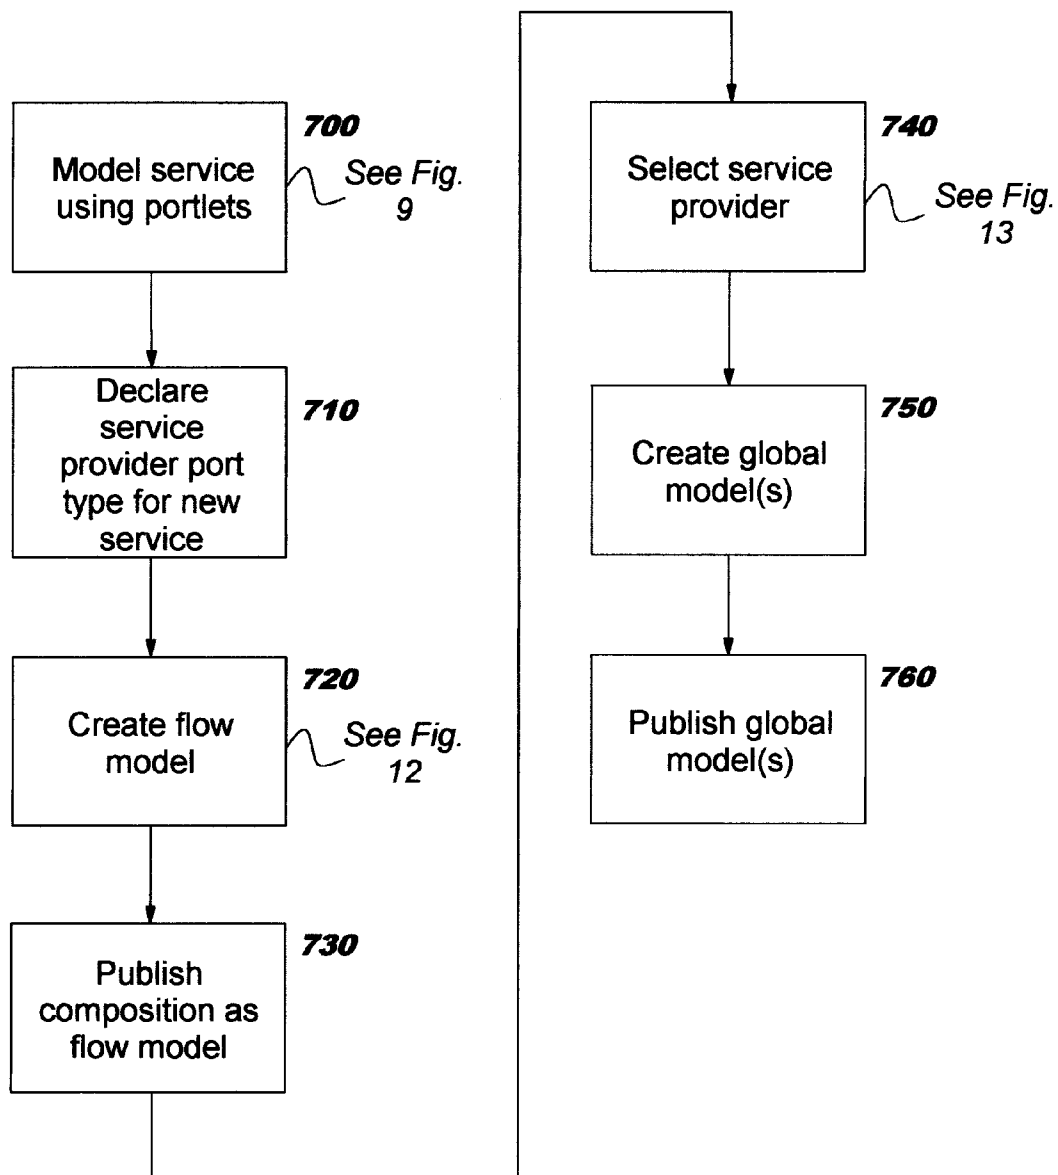 700
Model service
using portlets
See Fig.
9
710
Declare
service
provider port
type for new
service
720
Create flow
model
See Fig.
12
730
Publish
composition as
flow model
740
Select service
provider
See Fig.
13
750
Create global
model(s)
760
Publish global
model(s)